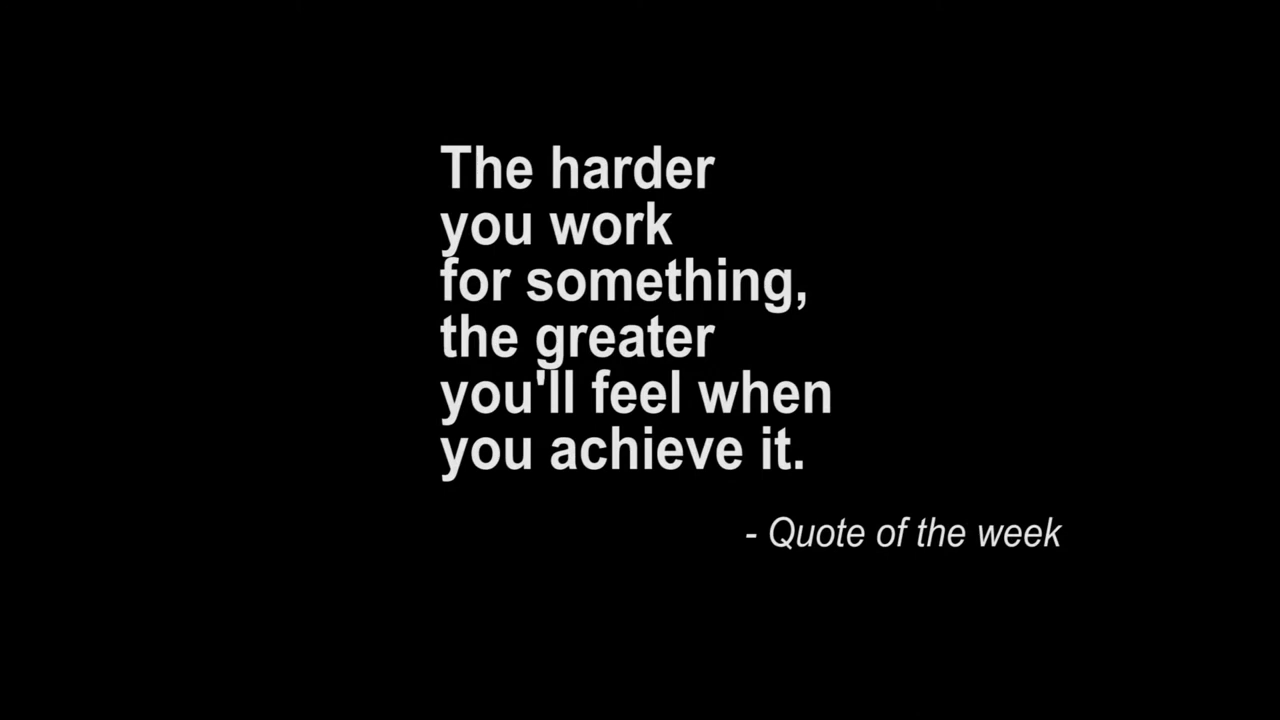 The harder
you work
for something,
the greater
you'll feel when
you achieve it.
- Quote of the week